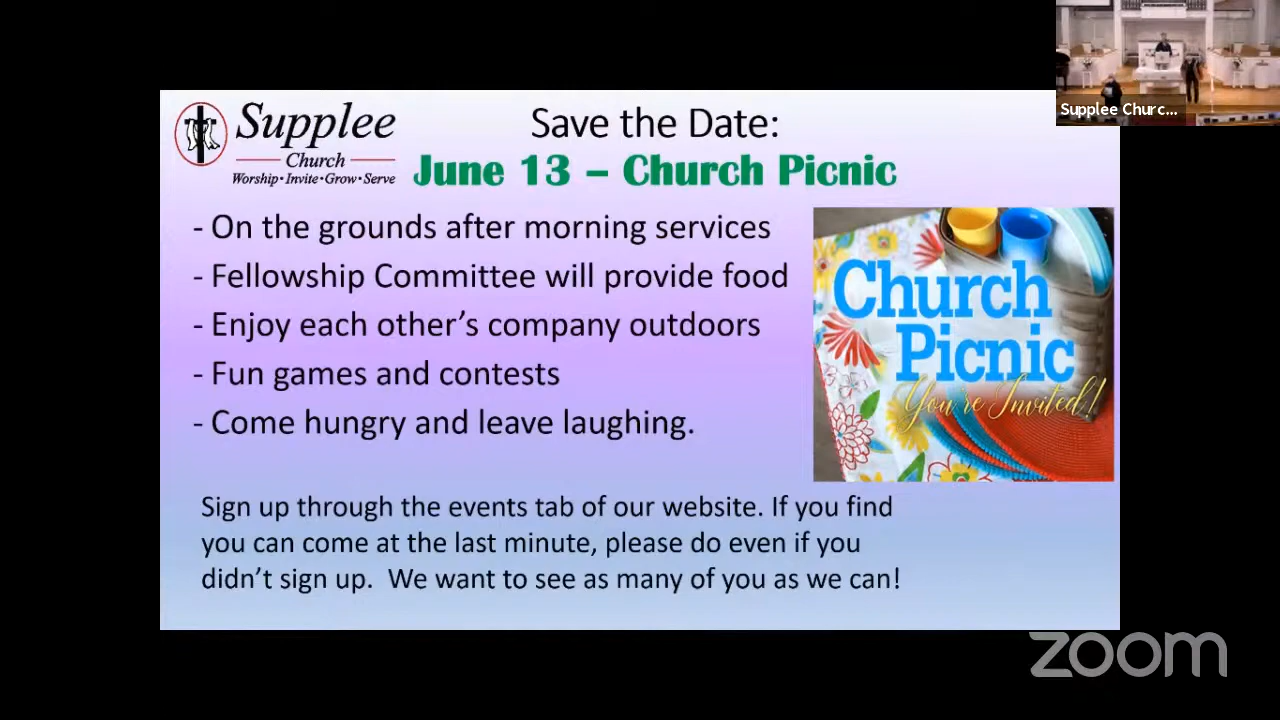 Supplee
Church
Worship·Invite·Grow·Serve
Save the Date:
June 13 – Church Picnic
- On the grounds after morning services
- Fellowship Committee will provide food
- Enjoy each other’s company outdoors
- Fun games and contests
- Come hungry and leave laughing.
Church
Picnic
You're Invited!
Sign up through the events tab of our website. If you find
you can come at the last minute, please do even if you
didn’t sign up.  We want to see as many of you as we can!
Supplee Churc...
zoom